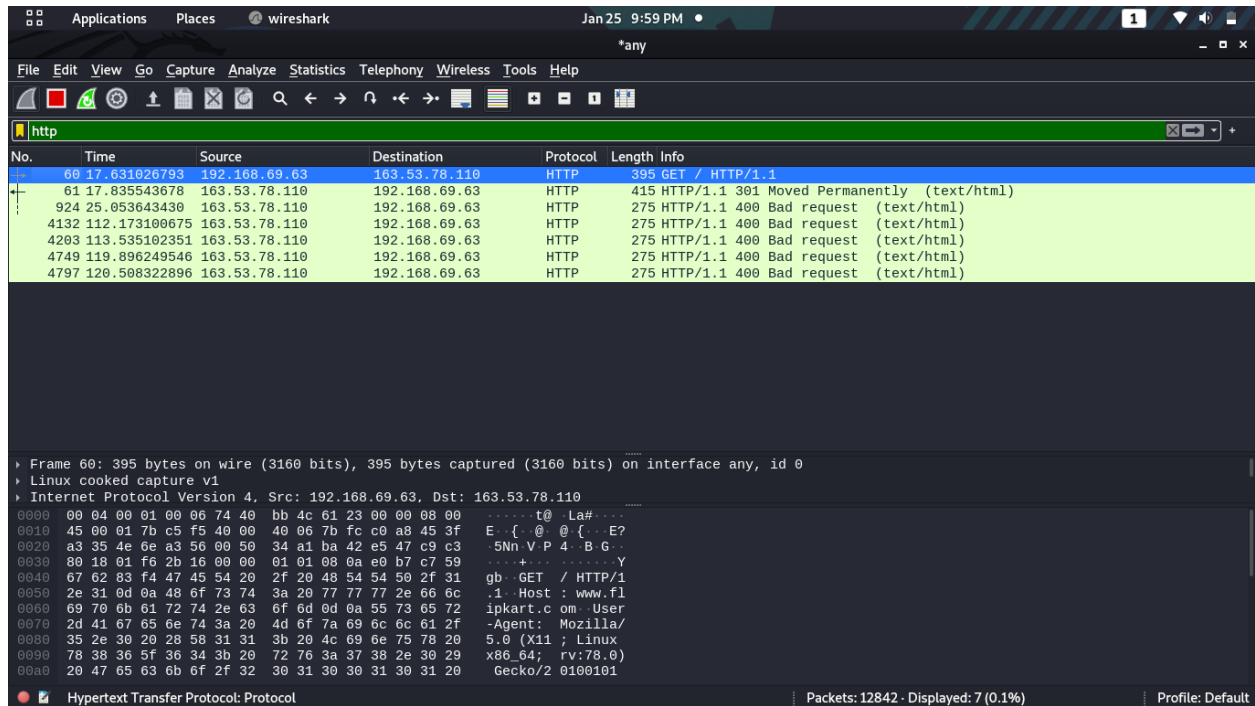 Applications Places wireshark Jan 25 9:59 PM 1
*any
File Edit View Go Capture Analyze Statistics Telephony Wireless Tools Help
http
No. Time Source Destination Protocol Length Info
60 17.631026793 192.168.69.63 163.53.78.110 HTTP 395 GET / HTTP/1.1
61 17.835543678 163.53.78.110 192.168.69.63 HTTP 415 HTTP/1.1 301 Moved Permanently (text/html)
924 25.053643430 163.53.78.110 192.168.69.63 HTTP 275 HTTP/1.1 400 Bad request (text/html)
4132 112.173100675 163.53.78.110 192.168.69.63 HTTP 275 HTTP/1.1 400 Bad request (text/html)
4203 113.535102351 163.53.78.110 192.168.69.63 HTTP 275 HTTP/1.1 400 Bad request (text/html)
4749 119.896249546 163.53.78.110 192.168.69.63 HTTP 275 HTTP/1.1 400 Bad request (text/html)
4797 120.508322896 163.53.78.110 192.168.69.63 HTTP 275 HTTP/1.1 400 Bad request (text/html)
Frame 60: 395 bytes on wire (3160 bits), 395 bytes captured (3160 bits) on interface any, id 0
Linux cooked capture v1
Internet Protocol Version 4, Src: 192.168.69.63, Dst: 163.53.78.110
0000 00 04 00 01 00 06 74 40 bb 4c 61 23 00 00 08 00 ······t@ ·La#····
0010 45 00 01 7b c5 f5 40 00 40 06 7b fc c0 a8 45 3f E··{··@· @·{···E?
0020 a3 35 4e 6e a3 56 00 50 34 a1 ba 42 e5 47 c9 c3 ·5Nn·V·P 4··B·G··
0030 80 18 01 f6 2b 16 00 00 01 01 08 0a e0 b7 c7 59 ····+··· ·······Y
0040 67 62 83 f4 47 45 54 20 2f 20 48 54 54 50 2f 31 gb··GET / HTTP/1
0050 2e 31 0d 0a 48 6f 73 74 3a 20 77 77 77 2e 66 6c .1··Host : www.fl
0060 69 70 6b 61 72 74 2e 63 6f 6d 0d 0a 55 73 65 72 ipkart.c om··User
0070 2d 41 67 65 6e 74 3a 20 4d 6f 7a 69 6c 6c 61 2f -Agent: Mozilla/
0080 35 2e 30 20 28 58 31 31 3b 20 4c 69 6e 75 78 20 5.0 (X11 ; Linux
0090 78 38 36 5f 36 34 3b 20 72 76 3a 37 38 2e 30 29 x86_64; rv:78.0)
00a0 20 47 65 63 6b 6f 2f 32 30 31 30 30 31 30 31 20 Gecko/2 0100101
Hypertext Transfer Protocol: Protocol Packets: 12842 · Displayed: 7 (0.1%) Profile: Default